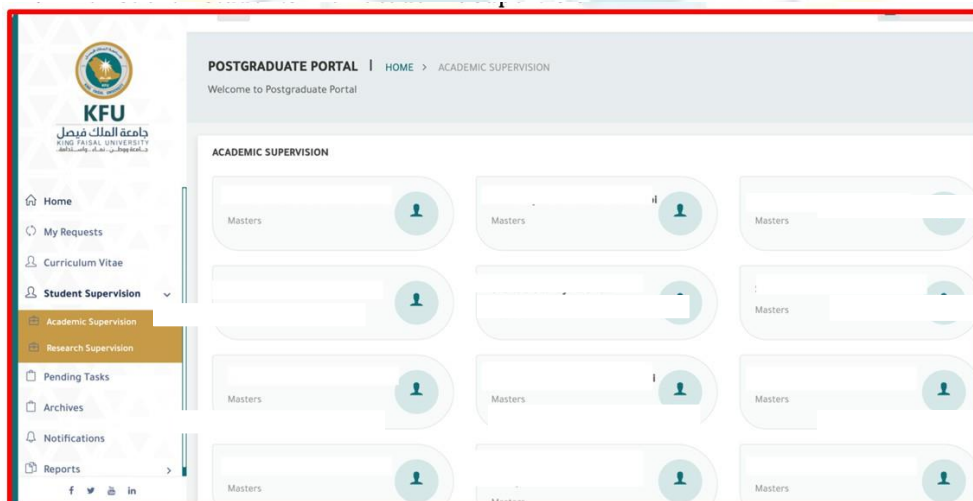 KFU
جامعة الملك فيصل
KING FAISAL UNIVERSITY
Home
My Requests
Curriculum Vitae
Student Supervision
Academic Supervision
Research Supervision
Pending Tasks
Archives
Notifications
Reports
POSTGRADUATE PORTAL | HOME > ACADEMIC SUPERVISION
Welcome to Postgraduate Portal
ACADEMIC SUPERVISION
Masters
Masters
Masters
Masters
Masters
Masters
Masters
Masters
Masters